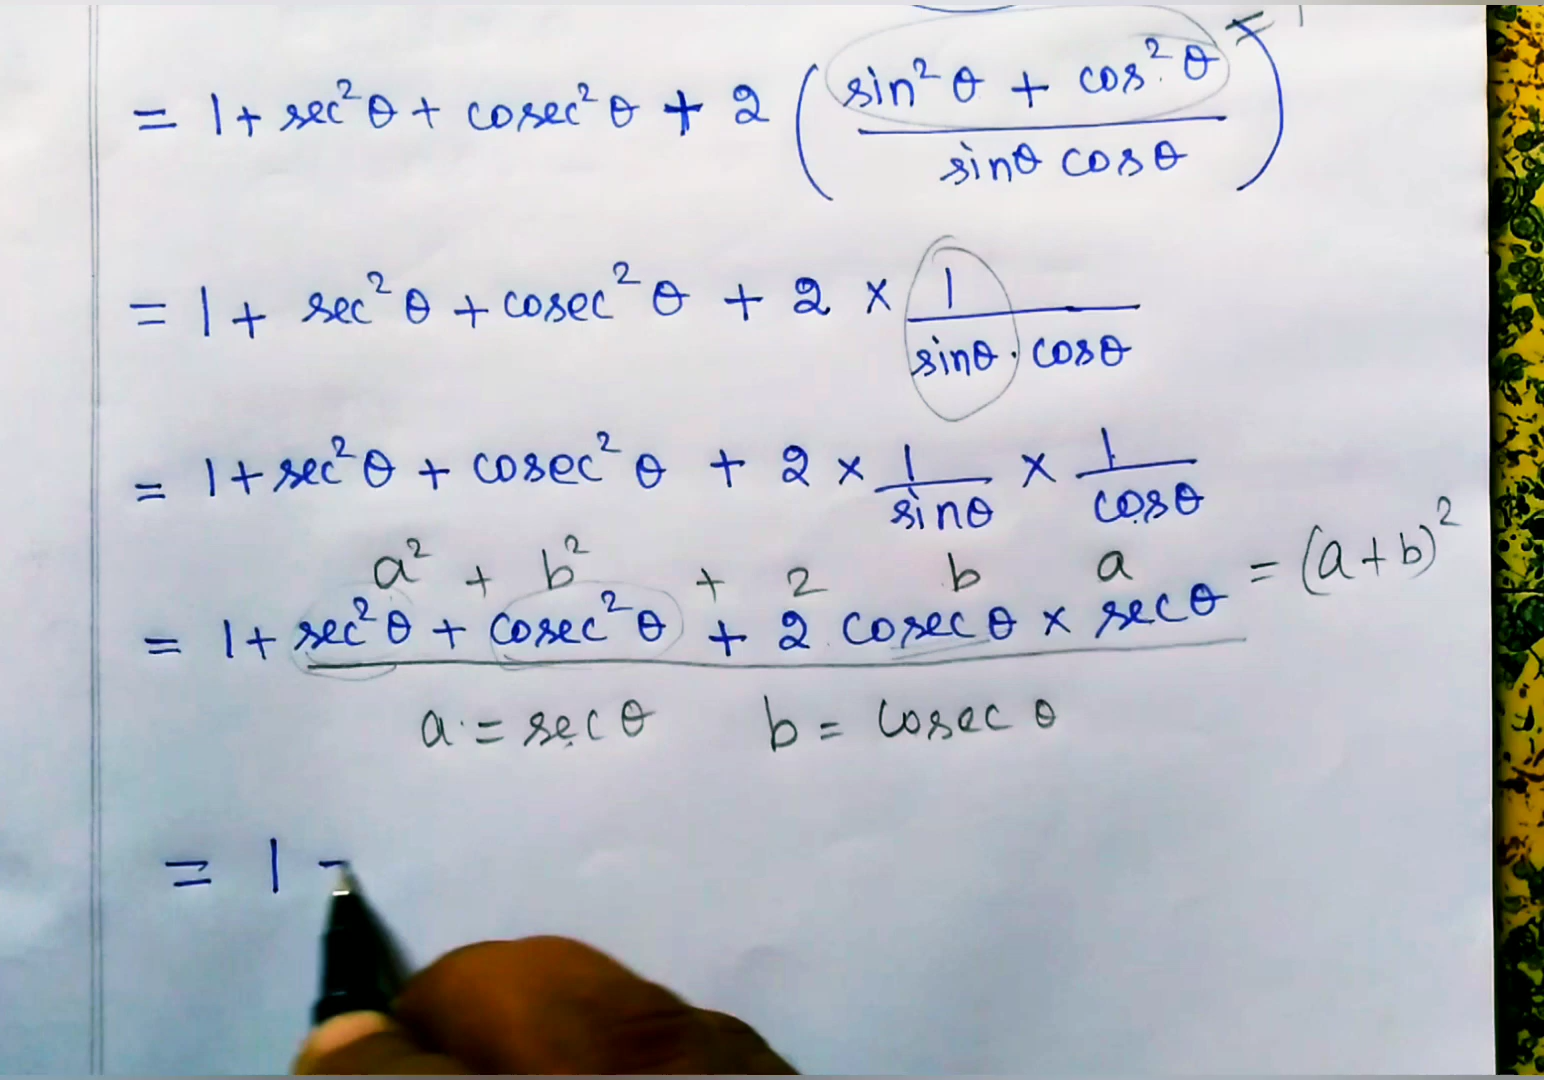 = 1 + sec²θ + cosec²θ + 2 ( (sin²θ + cos²θ) / (sinθ cosθ) ) = 1
= 1 + sec²θ + cosec²θ + 2 × 1 / (sinθ · cosθ)
= 1 + sec²θ + cosec²θ + 2 × 1/sinθ × 1/cosθ
a² + b² + 2 b a = (a+b)²
= 1 + sec²θ + cosec²θ + 2 cosecθ × secθ
a = secθ b = cosecθ
= 1 -